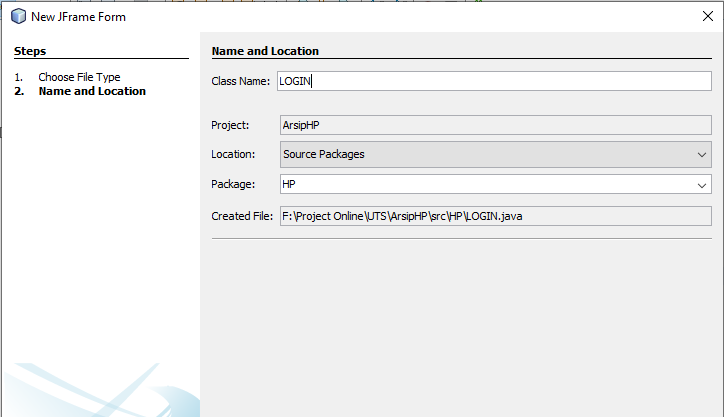 New JFrame Form
Steps
1. Choose File Type
2. Name and Location
Name and Location
Class Name: LOGIN
Project: ArsipHP
Location: Source Packages
Package: HP
Created File: F:\Project Online\UTS\ArsipHP\src\HP\LOGIN.java